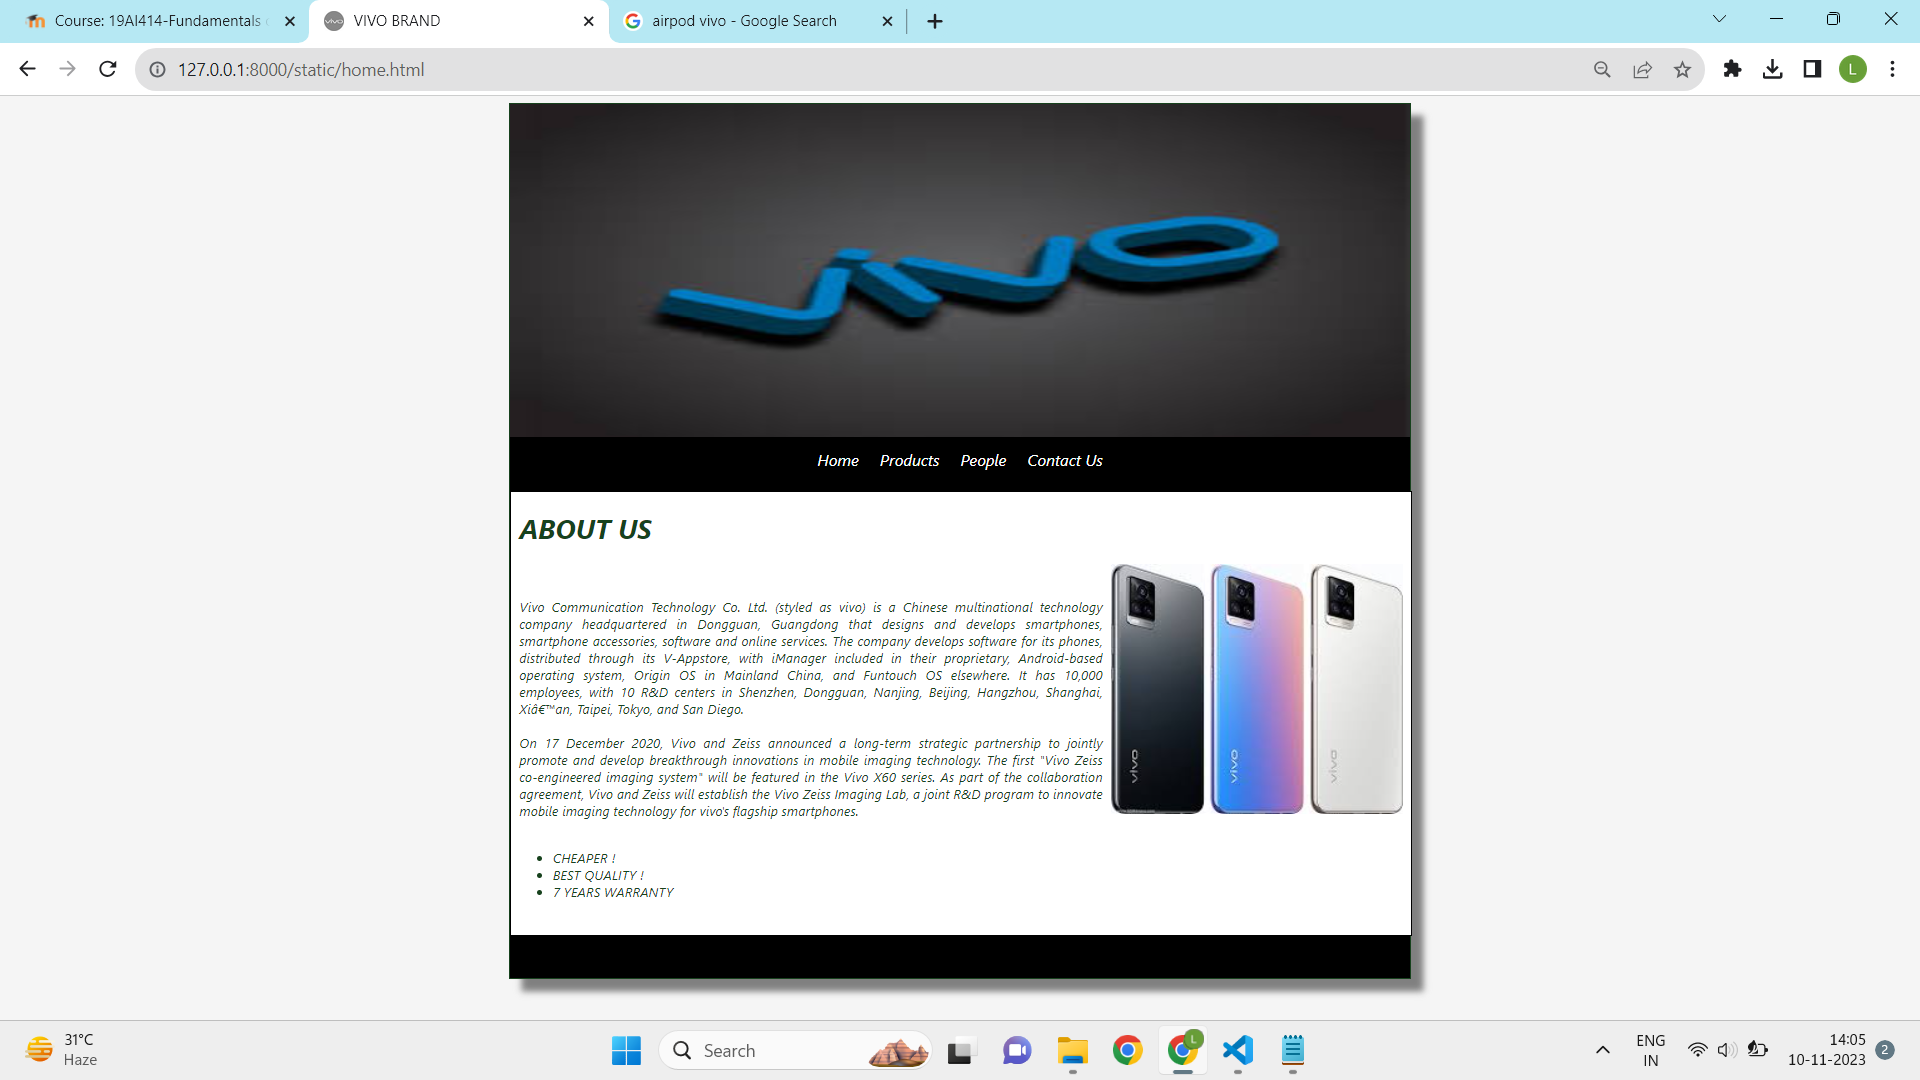 Course: 19AI414-Fundamentals
VIVO BRAND
airpod vivo - Google Search
127.0.0.1:8000/static/home.html
L
vivo
Home Products People Contact Us
ABOUT US
Vivo Communication Technology Co. Ltd. (styled as vivo) is a Chinese multinational technology
company headquartered in Dongguan, Guangdong that designs and develops smartphones,
smartphone accessories, software and online services. The company develops software for its phones,
distributed through its V-Appstore, with iManager included in their proprietary, Android-based
operating system, Origin OS in Mainland China, and Funtouch OS elsewhere. It has 10,000
employees, with 10 R&D centers in Shenzhen, Dongguan, Nanjing, Beijing, Hangzhou, Shanghai,
Xiâ€™an, Taipei, Tokyo, and San Diego.
On 17 December 2020, Vivo and Zeiss announced a long-term strategic partnership to jointly
promote and develop breakthrough innovations in mobile imaging technology. The first "Vivo Zeiss
co-engineered imaging system" will be featured in the Vivo X60 series. As part of the collaboration
agreement, Vivo and Zeiss will establish the Vivo Zeiss Imaging Lab, a joint R&D program to innovate
mobile imaging technology for vivo's flagship smartphones.
vivo
vivo
vivo
• CHEAPER !
• BEST QUALITY !
• 7 YEARS WARRANTY
31°C
Haze
Search
L
ENG
IN
14:05
10-11-2023
2